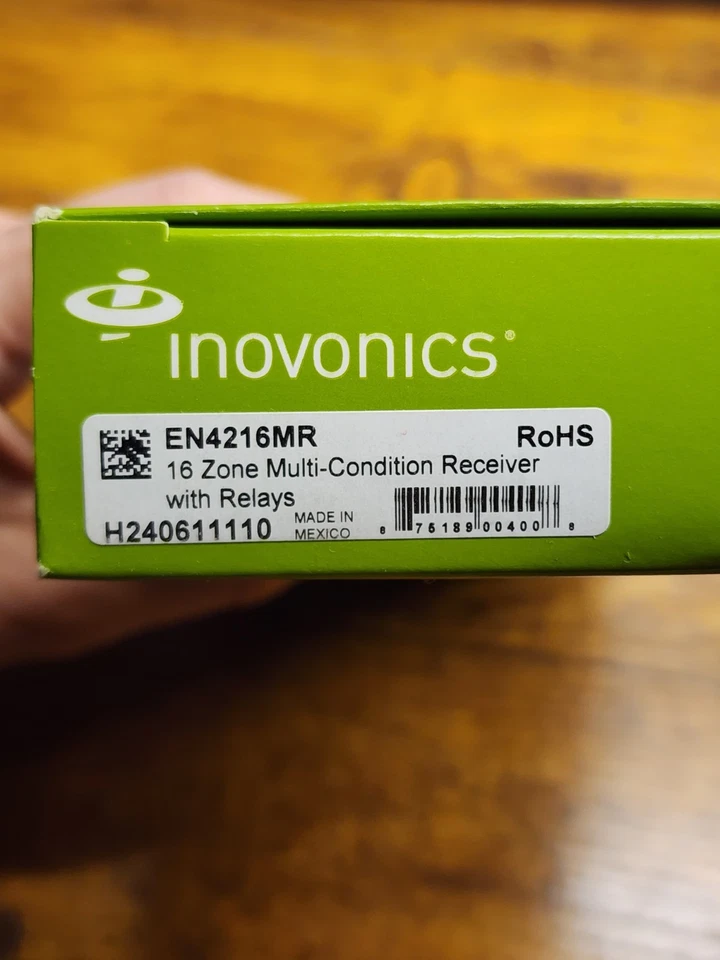 inovonics®
EN4216MR RoHS
16 Zone Multi-Condition Receiver
with Relays
H240611110 MADE IN
MEXICO
8 75189 00400 8